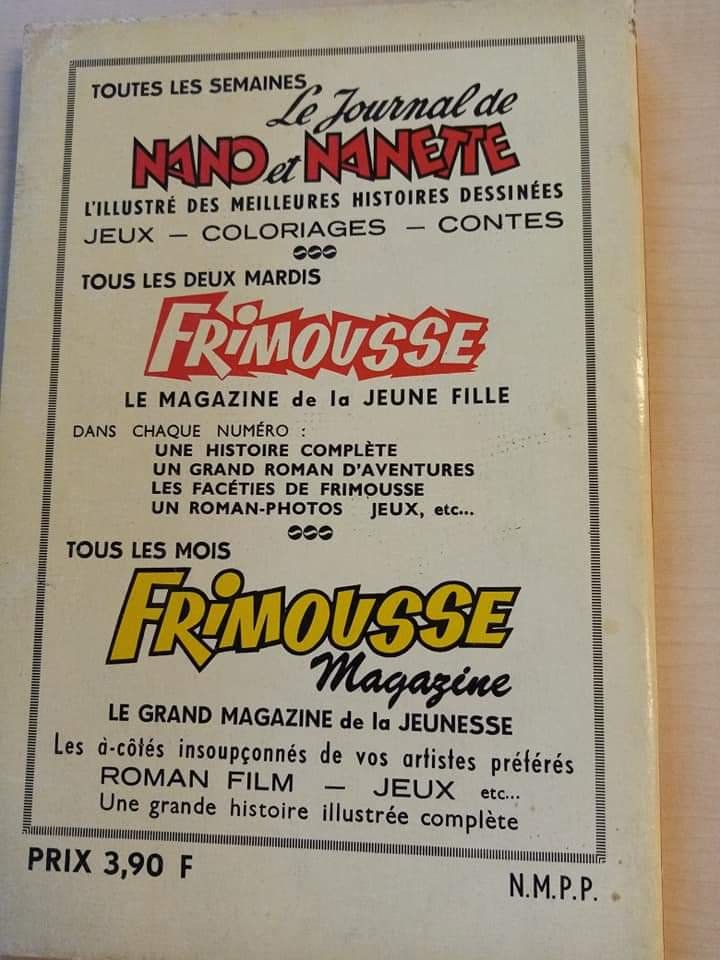 TOUTES LES SEMAINES
Le Journal de
NANO et NANETTE
L'ILLUSTRÉ DES MEILLEURES HISTOIRES DESSINÉES
JEUX — COLORIAGES — CONTES
TOUS LES DEUX MARDIS
FRIMOUSSE
LE MAGAZINE de la JEUNE FILLE
DANS CHAQUE NUMÉRO :
UNE HISTOIRE COMPLÈTE
UN GRAND ROMAN D'AVENTURES
LES FACÉTIES DE FRIMOUSSE
UN ROMAN-PHOTOS JEUX, etc...
TOUS LES MOIS
FRIMOUSSE
Magazine
LE GRAND MAGAZINE de la JEUNESSE
Les à-côtés insoupçonnés de vos artistes préférés
ROMAN FILM — JEUX etc...
Une grande histoire illustrée complète
PRIX 3,90 F
N.M.P.P.